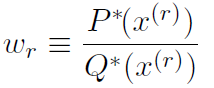 w_r ≡ P*(x^(r)) / Q*(x^(r))